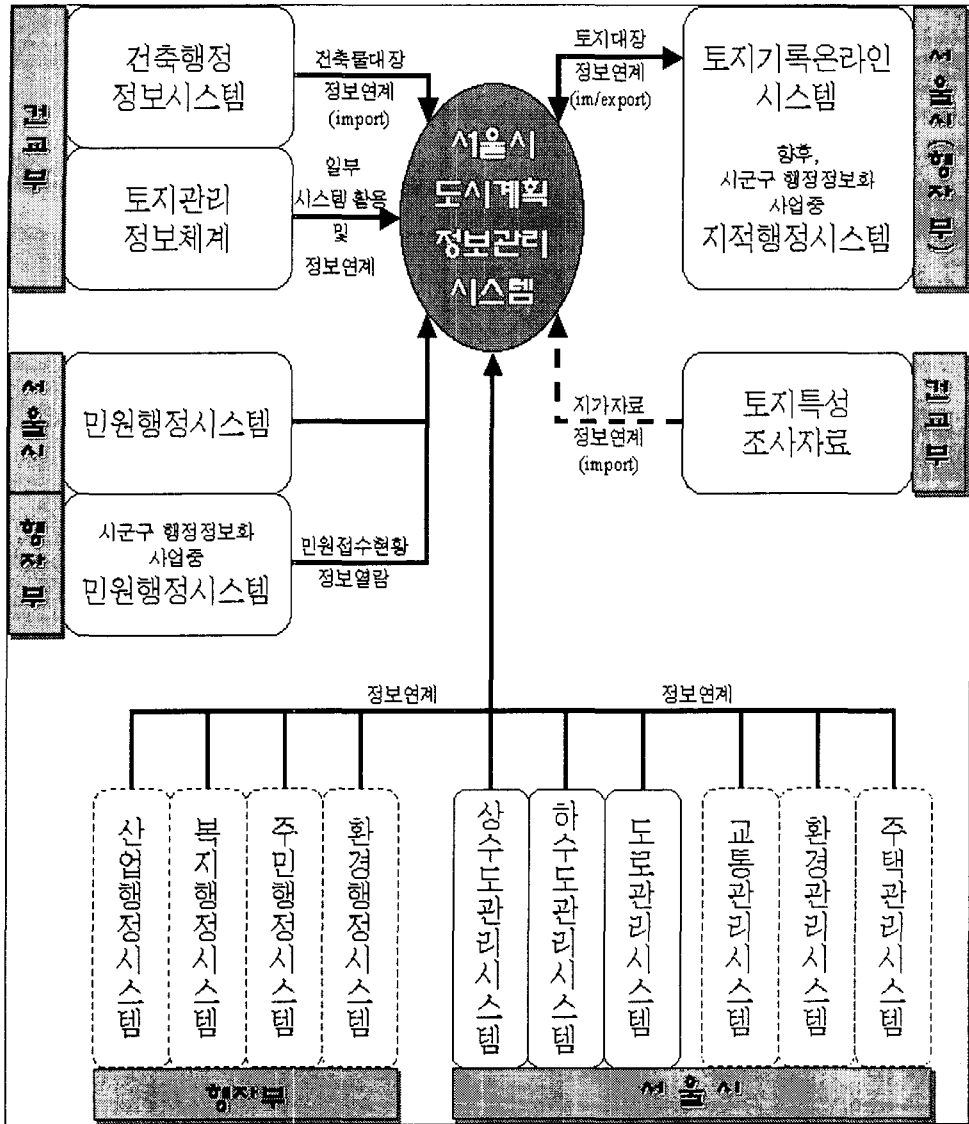 건교부
건축행정
정보시스템
건축물대장
정보연계
(import)
토지관리
정보체계
일부
시스템 활용
및
정보연계
서울시
도시계획
정보관리
시스템
토지대장
정보연계
(im/export)
토지기록온라인
시스템
향후,
시군구 행정정보화
사업중
지적행정시스템
서울시(행자부)
서울시
민원행정시스템
행자부
시군구 행정정보화
사업중
민원행정시스템
민원접수현황
정보열람
지가자료
정보연계
(import)
토지특성
조사자료
건교부
정보연계
정보연계
산업행정시스템
복지행정시스템
주민행정시스템
환경행정시스템
상수도관리시스템
하수도관리시스템
도로관리시스템
교통관리시스템
환경관리시스템
주택관리시스템
행자부
서울시